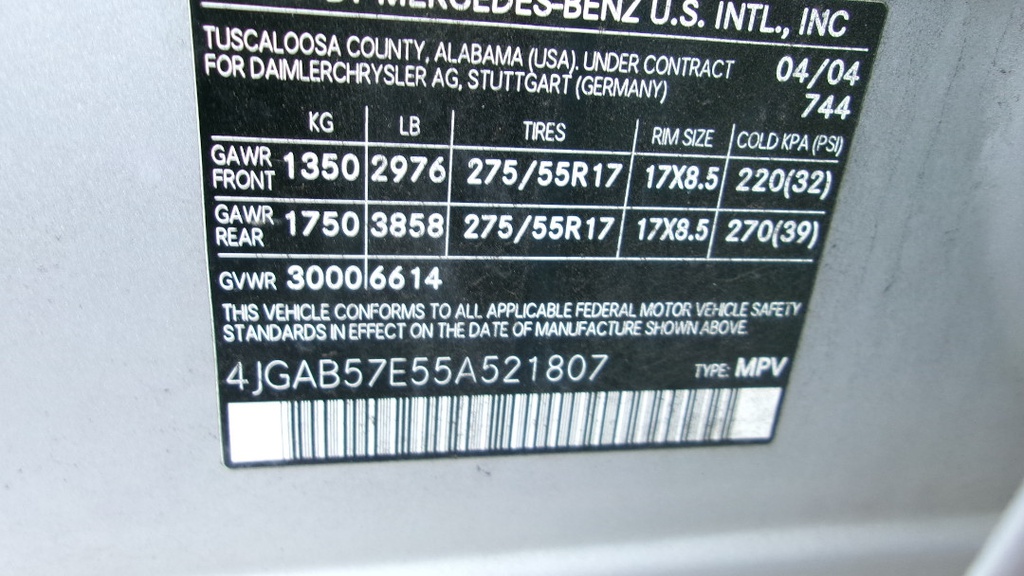 MERCEDES-BENZ U.S. INTL., INC
TUSCALOOSA COUNTY, ALABAMA (USA). UNDER CONTRACT
FOR DAIMLERCHRYSLER AG, STUTTGART (GERMANY)
04/04
744
KG LB TIRES RIM SIZE COLD KPA (PSI)
GAWR FRONT 1350 2976 275/55R17 17X8.5 220(32)
GAWR REAR 1750 3858 275/55R17 17X8.5 270(39)
GVWR 3000 6614
THIS VEHICLE CONFORMS TO ALL APPLICABLE FEDERAL MOTOR VEHICLE SAFETY
STANDARDS IN EFFECT ON THE DATE OF MANUFACTURE SHOWN ABOVE.
4JGAB57E55A521807 TYPE: MPV